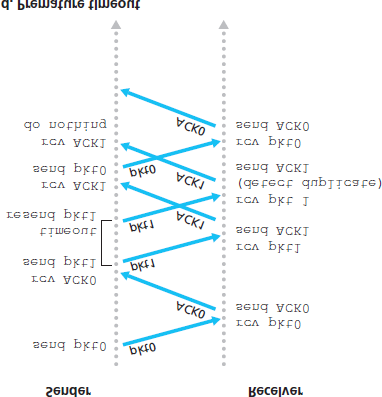 Sender
Receiver
send pkt0
pkt0
rcv pkt0
send ACK0
ACK0
rcv ACK0
send pkt1
pkt1
rcv pkt1
send ACK1
ACK1
timeout
resend pkt1
pkt1
rcv pkt 1
(detect duplicate)
send ACK1
ACK1
rcv ACK1
send pkt0
pkt0
rcv pkt0
send ACK0
ACK0
rcv ACK1
do nothing
d. Premature timeout